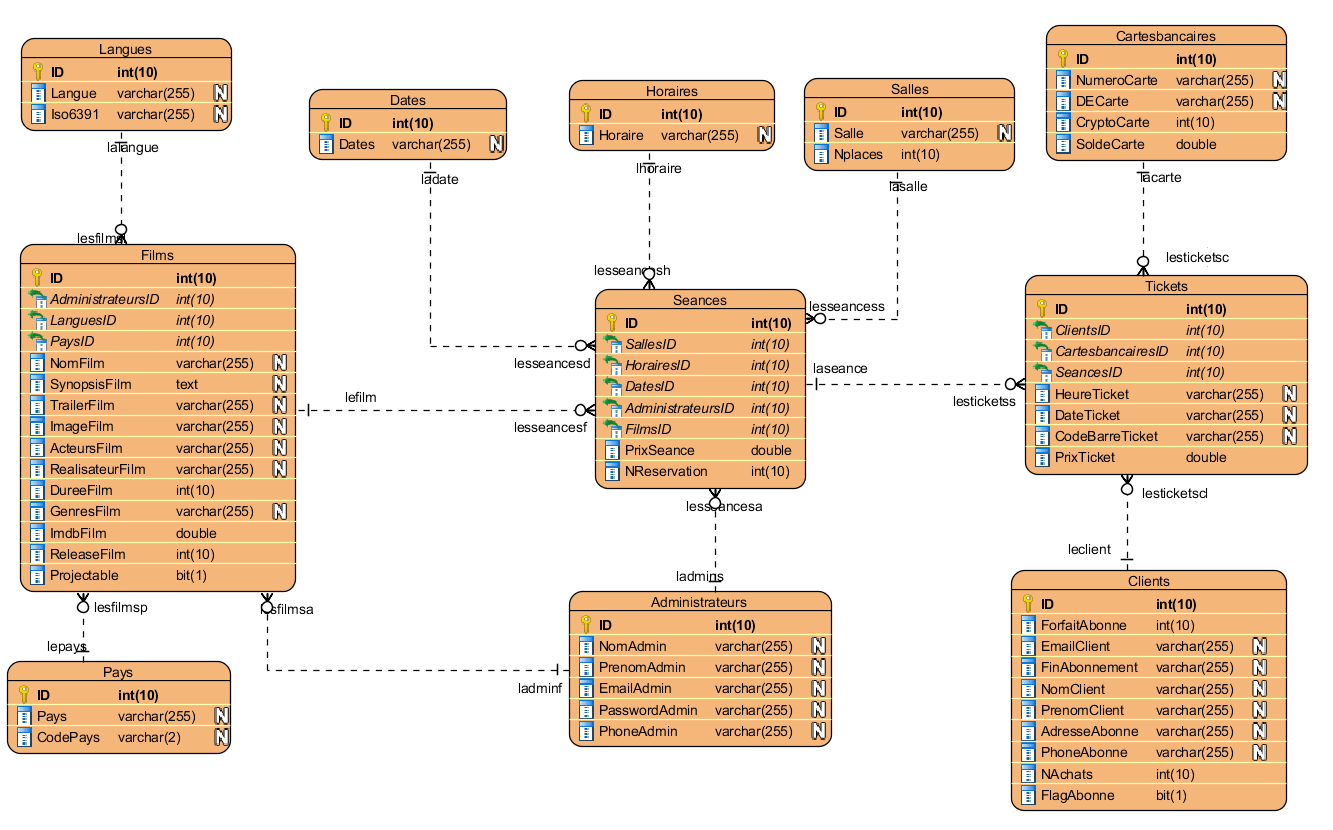 Langues
ID int(10)
Langue varchar(255) N
Iso6391 varchar(255) N
lalangue
lesfilmsl
Dates
ID int(10)
Dates varchar(255) N
ladate
lesseancesd
Horaires
ID int(10)
Horaire varchar(255) N
lhoraire
lesseancesh
Salles
ID int(10)
Salle varchar(255) N
Nplaces int(10)
lasalle
lesseancess
Cartesbancaires
ID int(10)
NumeroCarte varchar(255) N
DECarte varchar(255) N
CryptoCarte int(10)
SoldeCarte double
lacarte
lesticketsc
Films
ID int(10)
AdministrateursID int(10)
LanguesID int(10)
PaysID int(10)
NomFilm varchar(255) N
SynopsisFilm text N
TrailerFilm varchar(255) N
ImageFilm varchar(255) N
ActeursFilm varchar(255) N
RealisateurFilm varchar(255) N
DureeFilm int(10)
GenresFilm varchar(255) N
ImdbFilm double
ReleaseFilm int(10)
Projectable bit(1)
lefilm
lesseancesf
Seances
ID int(10)
SallesID int(10)
HorairesID int(10)
DatesID int(10)
AdministrateursID int(10)
FilmsID int(10)
PrixSeance double
NReservation int(10)
laseance
lesticketss
Tickets
ID int(10)
ClientsID int(10)
CartesbancairesID int(10)
SeancesID int(10)
HeureTicket varchar(255) N
DateTicket varchar(255) N
CodeBarreTicket varchar(255) N
PrixTicket double
lesticketscl
leclient
lesseancesa
ladmins
lesfilmsp
lepays
lesfilmsa
ladminf
Pays
ID int(10)
Pays varchar(255) N
CodePays varchar(2) N
Administrateurs
ID int(10)
NomAdmin varchar(255) N
PrenomAdmin varchar(255) N
EmailAdmin varchar(255) N
PasswordAdmin varchar(255) N
PhoneAdmin varchar(255) N
Clients
ID int(10)
ForfaitAbonne int(10)
EmailClient varchar(255) N
FinAbonnement varchar(255) N
NomClient varchar(255) N
PrenomClient varchar(255) N
AdresseAbonne varchar(255) N
PhoneAbonne varchar(255) N
NAchats int(10)
FlagAbonne bit(1)